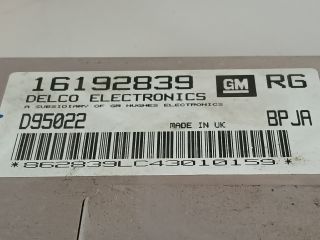 16192839 GM RG
DELCO ELECTRONICS
A SUBSIDIARY OF GM HUGHES ELECTRONICS
D95022 MADE IN UK BPJA
*862839LC43010159*